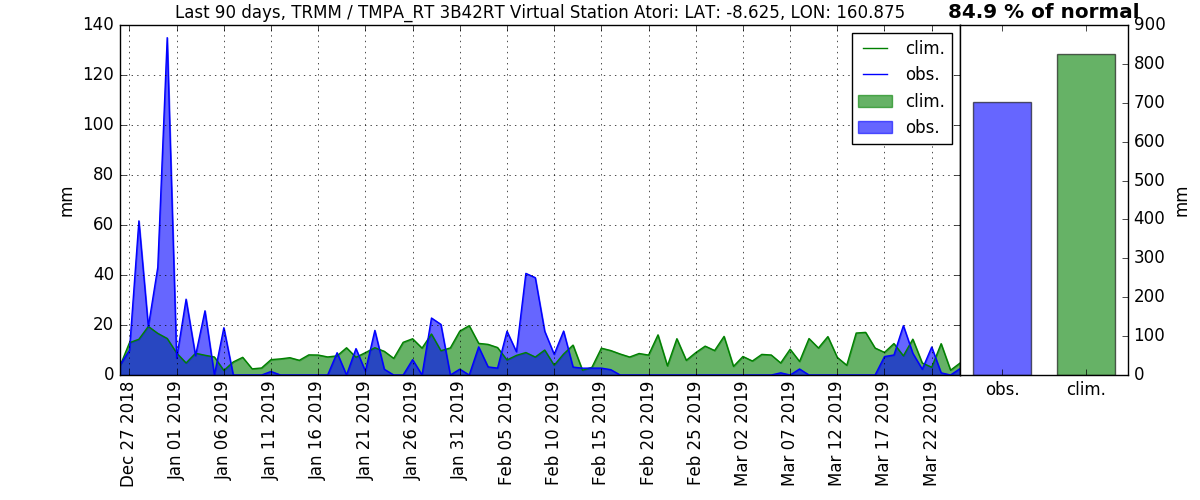 Last 90 days, TRMM / TMPA_RT 3B42RT Virtual Station Atori: LAT: -8.625, LON: 160.875
84.9 % of normal
140
120
100
80
60
40
20
0
mm
clim.
obs.
clim.
obs.
900
800
700
600
500
400
300
200
100
0
mm
obs.
clim.
Dec 27 2018
Jan 01 2019
Jan 06 2019
Jan 11 2019
Jan 16 2019
Jan 21 2019
Jan 26 2019
Jan 31 2019
Feb 05 2019
Feb 10 2019
Feb 15 2019
Feb 20 2019
Feb 25 2019
Mar 02 2019
Mar 07 2019
Mar 12 2019
Mar 17 2019
Mar 22 2019